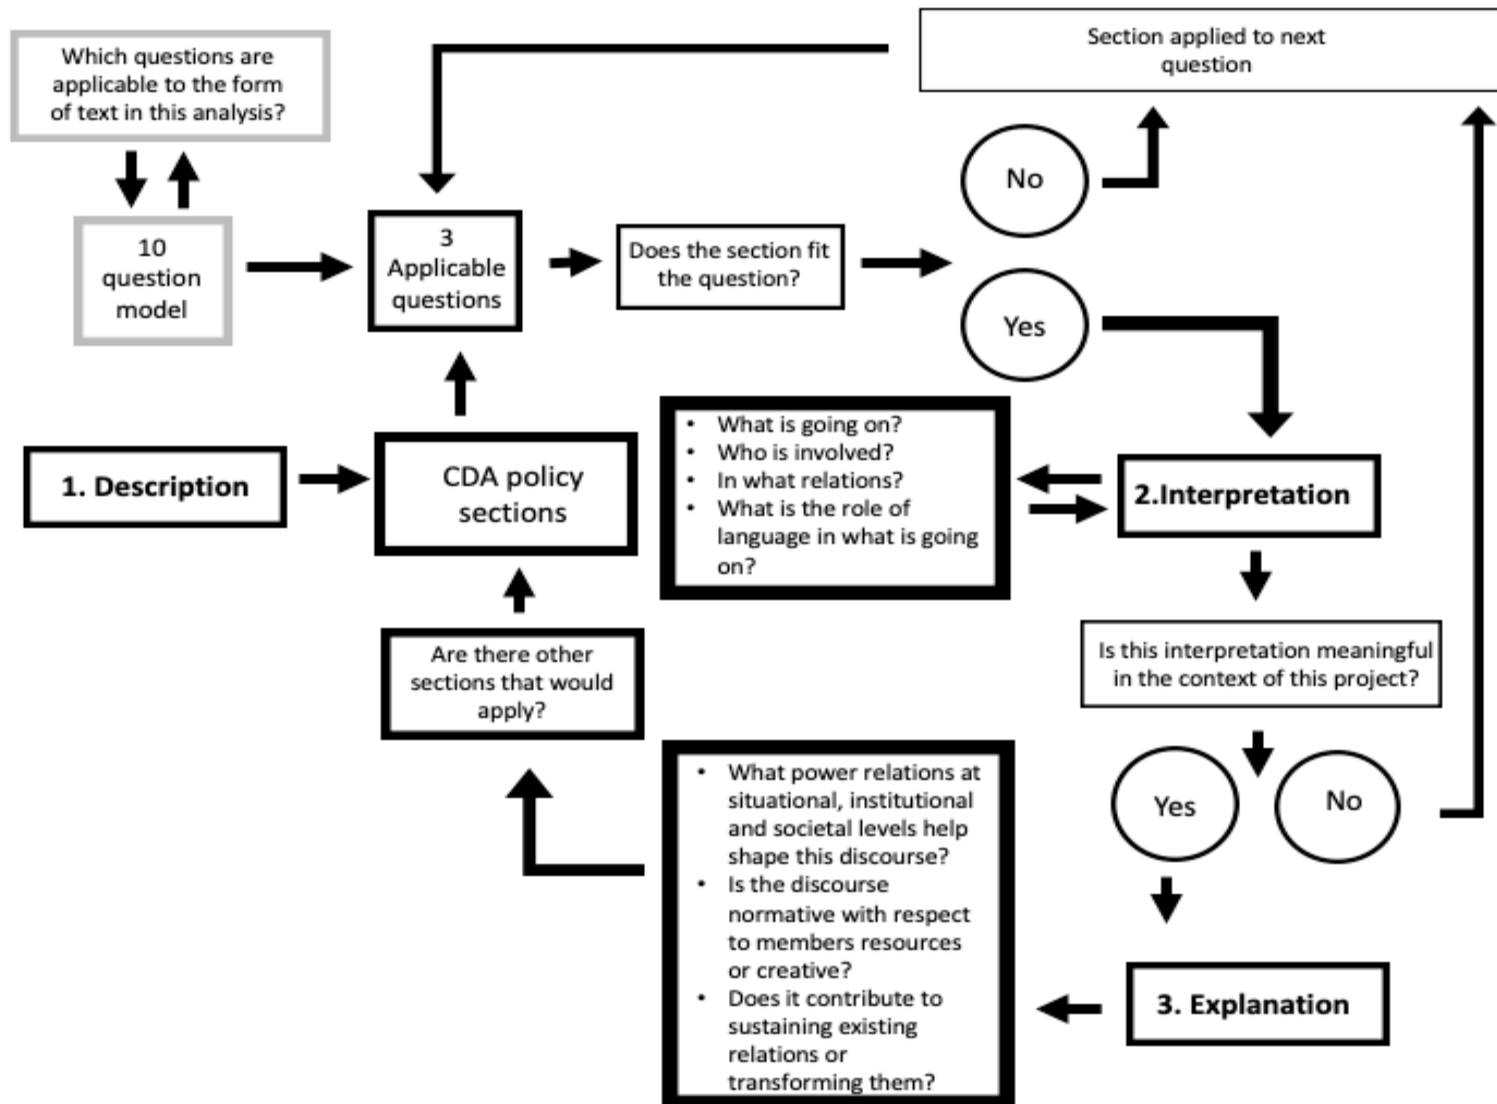 Which questions are
applicable to the form
of text in this analysis?
Section applied to next
question
No
10
question
model
3
Applicable
questions
Does the section fit
the question?
Yes
1. Description
CDA policy
sections
• What is going on?
• Who is involved?
• In what relations?
• What is the role of
language in what is going
on?
2.Interpretation
Are there other
sections that would
apply?
Is this interpretation meaningful
in the context of this project?
Yes
No
• What power relations at
situational, institutional
and societal levels help
shape this discourse?
• Is the discourse
normative with respect
to members resources
or creative?
• Does it contribute to
sustaining existing
relations or
transforming them?
3. Explanation